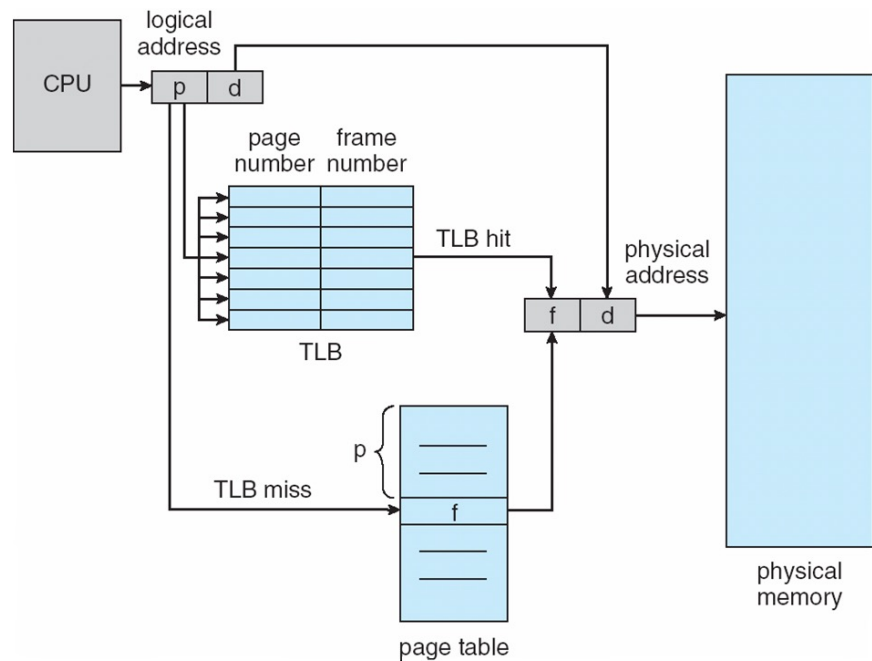 logical
address
CPU
p
d
page
number
frame
number
TLB hit
physical
address
f
d
TLB
p
TLB miss
f
physical
memory
page table